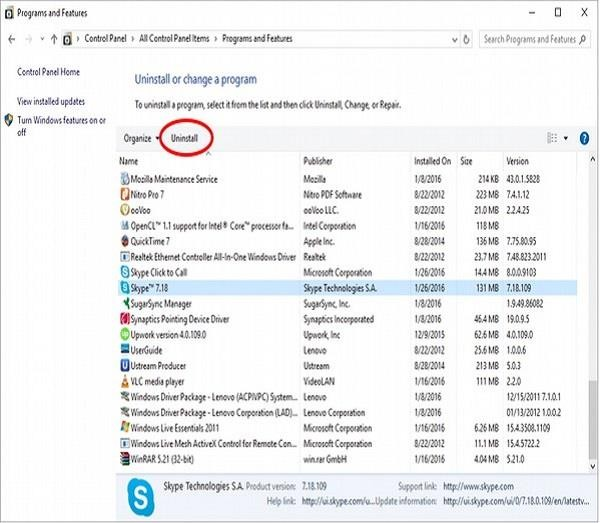 Programs and Features
Control Panel > All Control Panel Items > Programs and Features
Search Programs and Features
Control Panel Home
View installed updates
Turn Windows features on or off
Uninstall or change a program
To uninstall a program, select it from the list and then click Uninstall, Change, or Repair.
Organize Uninstall
Name Publisher Installed On Size Version
Mozilla Maintenance Service Mozilla 1/8/2016 214 KB 43.0.1.5828
Nitro Pro 7 Nitro PDF Software 8/22/2012 223 MB 7.4.1.12
ooVoo ooVoo LLC. 8/22/2012 21.0 MB 2.2.4.25
OpenCL™ 1.1 support for Intel® Core™ processor fa... Intel Corporation 1/8/2016 118 MB
QuickTime 7 Apple Inc. 8/28/2014 136 MB 7.75.80.95
Realtek Ethernet Controller All-In-One Windows Driver Realtek 8/22/2012 23.7 MB 7.48.823.2011
Skype Click to Call Microsoft Corporation 1/26/2016 14.4 MB 8.0.0.9103
Skype™ 7.18 Skype Technologies S.A. 1/26/2016 131 MB 7.18.109
SugarSync Manager SugarSync, Inc. 1/8/2016 1.9.49.86082
Synaptics Pointing Device Driver Synaptics Incorporated 1/8/2016 46.4 MB 19.0.9.5
Upwork version 4.0.109.0 Upwork, Inc 12/9/2015 62.6 MB 4.0.109.0
UserGuide Lenovo 8/22/2012 25.6 MB 1.0.0.6
Ustream Producer Ustream 8/28/2014 213 MB 5.0.3
VLC media player VideoLAN 1/16/2016 111 MB 2.2.0
Windows Driver Package - Lenovo (ACPIVPC) System... Lenovo 1/8/2016 12/15/2011 7.1.0.1
Windows Driver Package - Lenovo Corporation (LAD)... Lenovo Corporation 1/8/2016 01/13/2012 1.0.0.2
Windows Live Essentials 2011 Microsoft Corporation 1/16/2016 6.26 MB 15.4.3508.1109
Windows Live Mesh ActiveX Control for Remote Con... Microsoft Corporation 8/22/2012 11.1 MB 15.4.5722.2
WinRAR 5.21 (32-bit) win.rar GmbH 1/16/2016 4.04 MB 5.21.0
Skype Technologies S.A. Product version: 7.18.109 Support link: http://www.skype.com
Help link: http://ui.skype.com/u... Update information: http://ui.skype.com/ui/0/7.18.0.109/en/latestv...